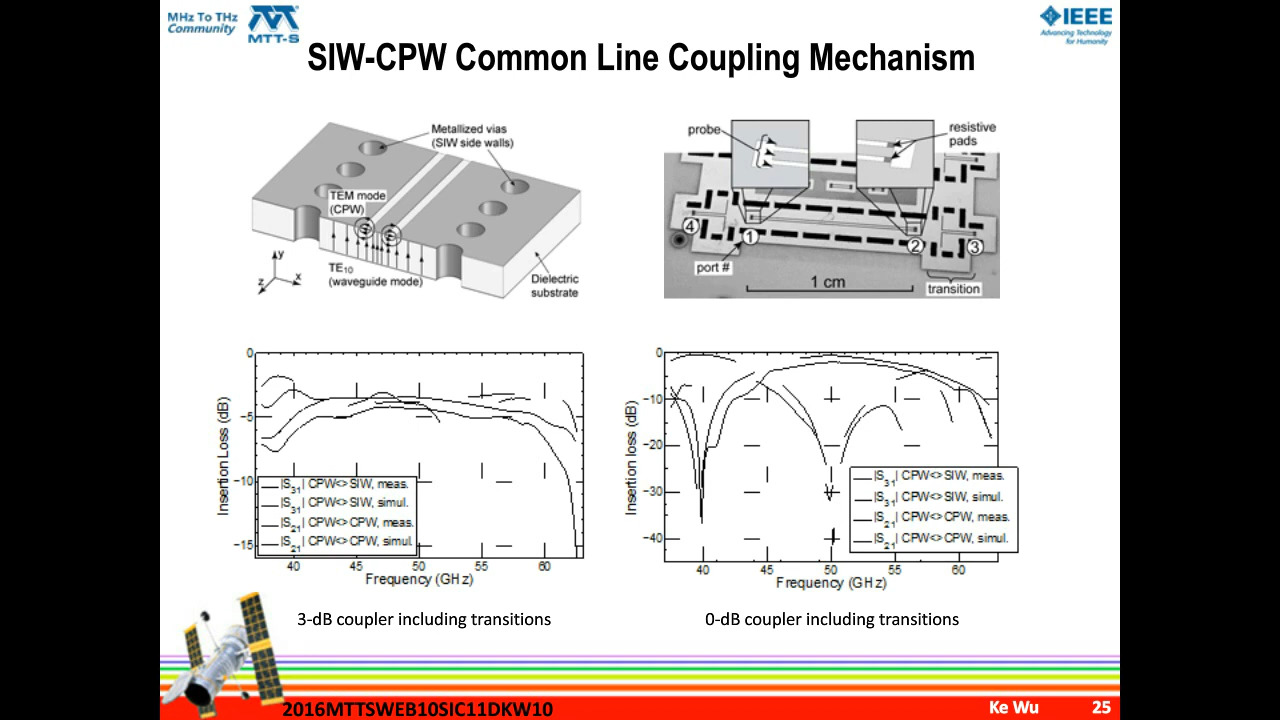 MHz To THz
Community
MTT-S
IEEE
Advancing Technology
for Humanity
SIW-CPW Common Line Coupling Mechanism
Metallized vias
(SIW side walls)
TEM mode
(CPW)
TE10
(waveguide mode)
y
x
z
Dielectric
substrate
probe
resistive
pads
4
1
2
3
port #
1 cm
transition
0
-5
-10
-15
Insertion Loss (dB)
|S31| CPW<>SIW, meas.
|S31| CPW<>SIW, simul.
|S21| CPW<>CPW, meas.
|S21| CPW<>CPW, simul.
40 45 50 55 60
Frequency (GHz)
0
-10
-20
-30
-40
Insertion loss (dB)
|S31| CPW<>SIW, meas.
|S31| CPW<>SIW, simul.
|S21| CPW<>CPW, meas.
|S21| CPW<>CPW, simul.
40 45 50 55 60
Frequency (GHz)
3-dB coupler including transitions
0-dB coupler including transitions
2016MTTSWEB10SIC11DKW10
Ke Wu
25